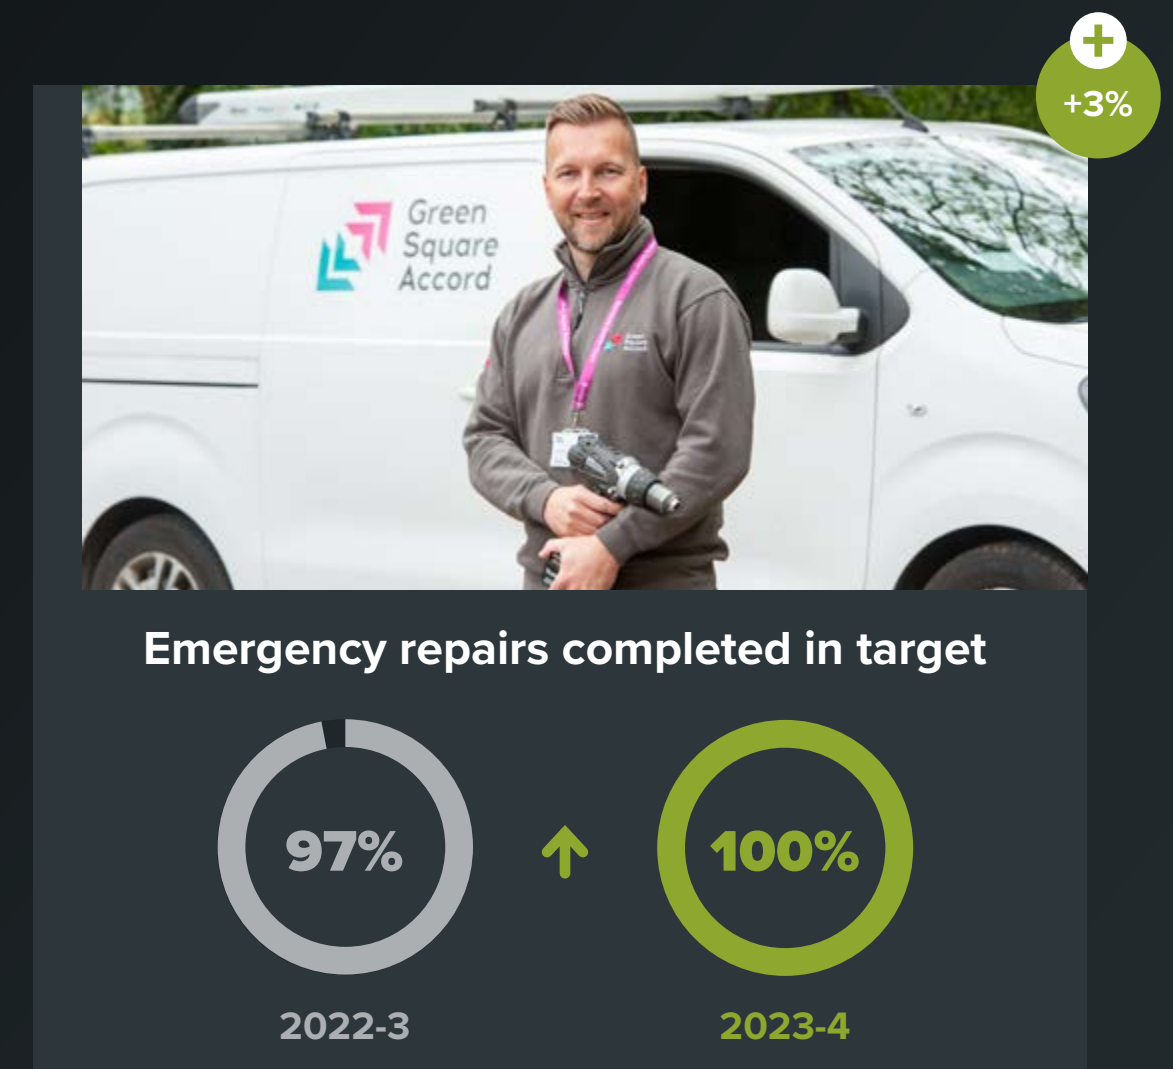 +3%
Green
Square
Accord
Emergency repairs completed in target
97%
100%
2022-3
2023-4